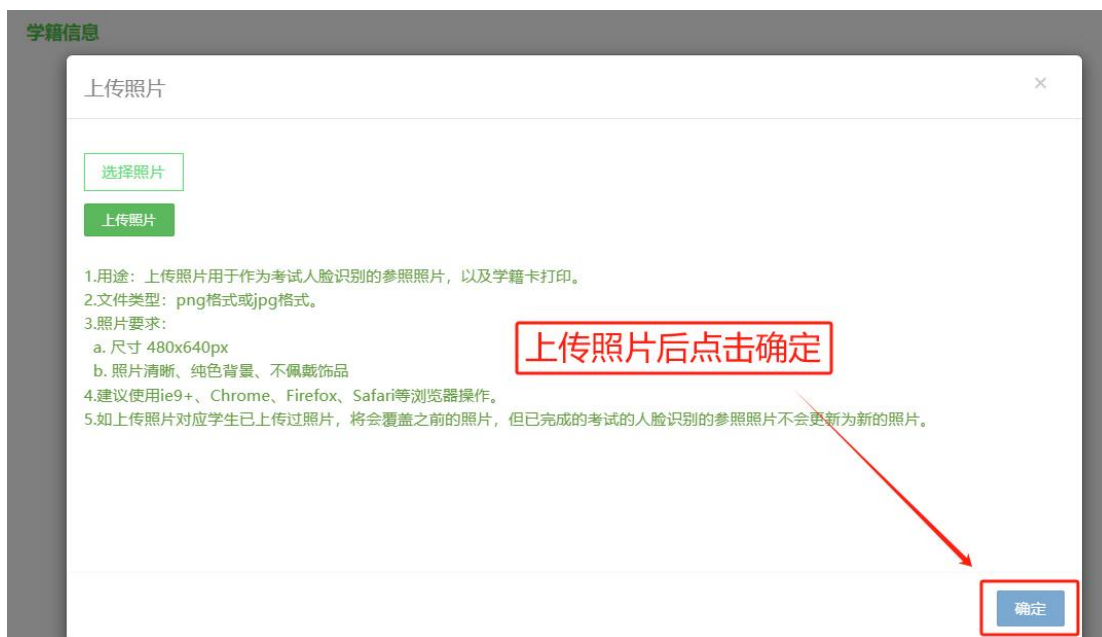 学籍信息
上传照片
×
选择照片
上传照片
1.用途：上传照片用于作为考试人脸识别的参照照片，以及学籍卡打印。
2.文件类型：png格式或jpg格式。
3.照片要求：
a. 尺寸 480x640px
b. 照片清晰、纯色背景、不佩戴饰品
4.建议使用ie9+、Chrome、Firefox、Safari等浏览器操作。
5.如上传照片对应学生已上传过照片，将会覆盖之前的照片，但已完成的考试的人脸识别的参照照片不会更新为新的照片。
上传照片后点击确定
确定